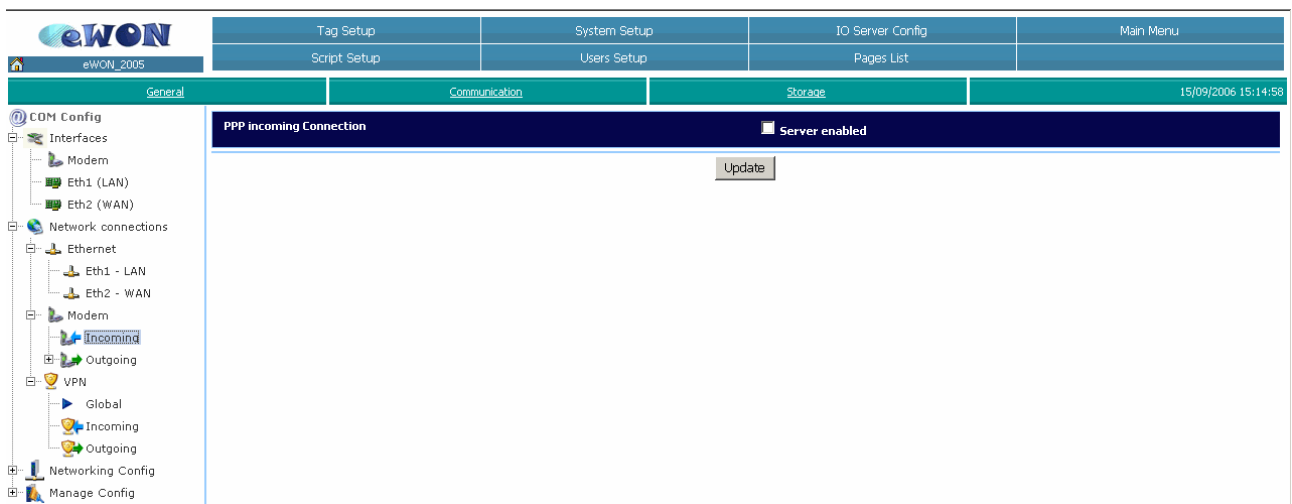 eWON
Tag Setup System Setup IO Server Config Main Menu
eWON_2005
Script Setup Users Setup Pages List
General Communication Storage 15/09/2006 15:14:58
COM Config
PPP incoming Connection Server enabled
Interfaces
Modem
Update
Eth1 (LAN)
Eth2 (WAN)
Network connections
Ethernet
Eth1 - LAN
Eth2 - WAN
Modem
Incoming
Outgoing
VPN
Global
Incoming
Outgoing
Networking Config
Manage Config